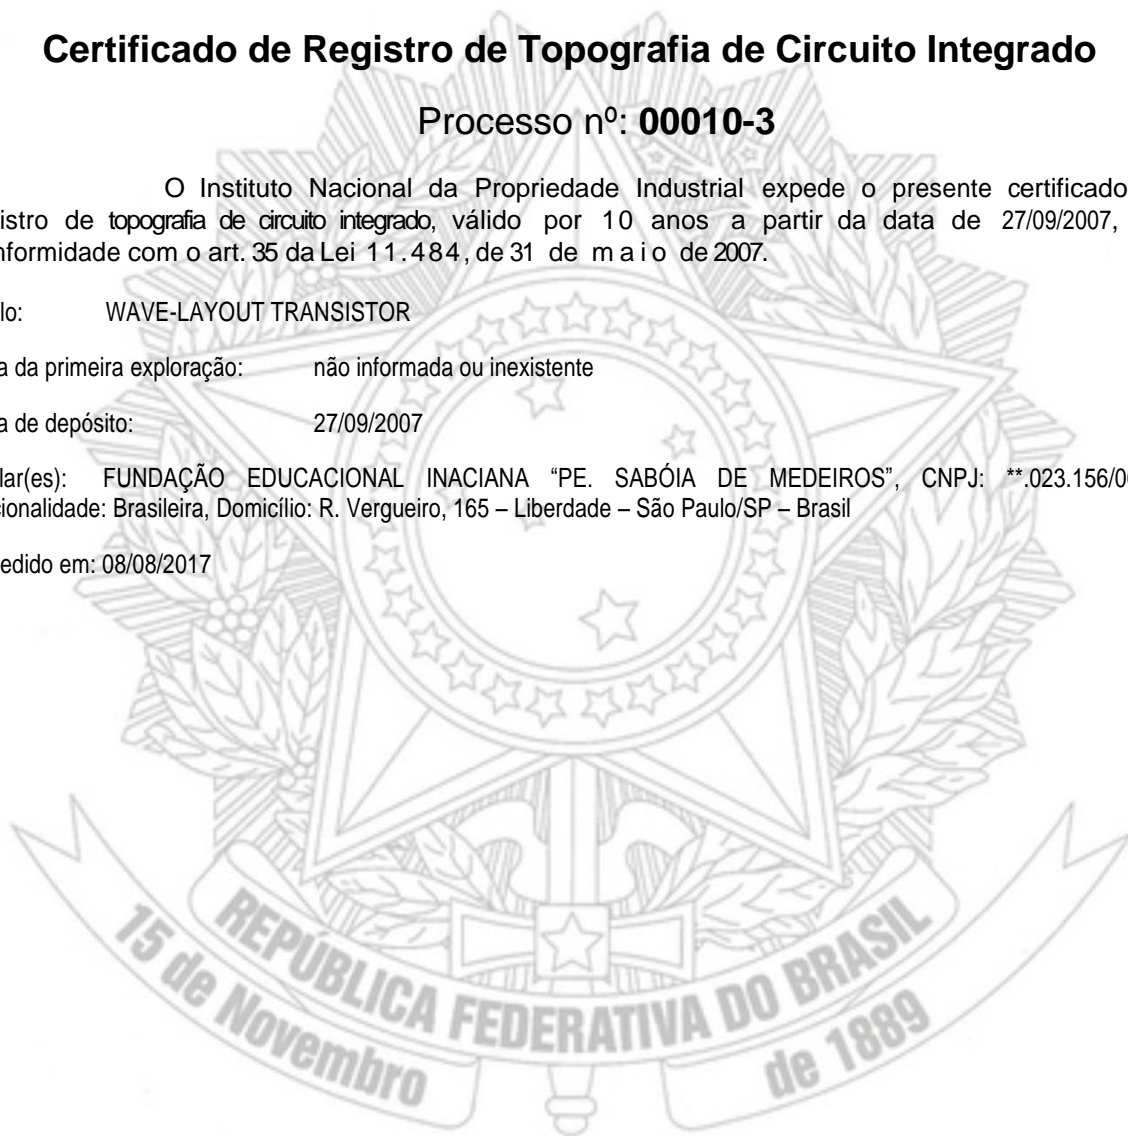 Certificado de Registro de Topografia de Circuito Integrado
Processo nº: 00010-3
O Instituto Nacional da Propriedade Industrial expede o presente certificado
istro de topografia de circuito integrado, válido por 10 anos a partir da data de 27/09/2007,
nformidade com o art. 35 da Lei 11.484, de 31 de maio de 2007.
lo: WAVE-LAYOUT TRANSISTOR
a da primeira exploração: não informada ou inexistente
a de depósito: 27/09/2007
lar(es): FUNDAÇÃO EDUCACIONAL INACIANA “PE. SABÓIA DE MEDEIROS”, CNPJ: **.023.156/00
cionalidade: Brasileira, Domicílio: R. Vergueiro, 165 – Liberdade – São Paulo/SP – Brasil
edido em: 08/08/2017
REPÚBLICA FEDERATIVA DO BRASIL
15 de Novembro de 1889